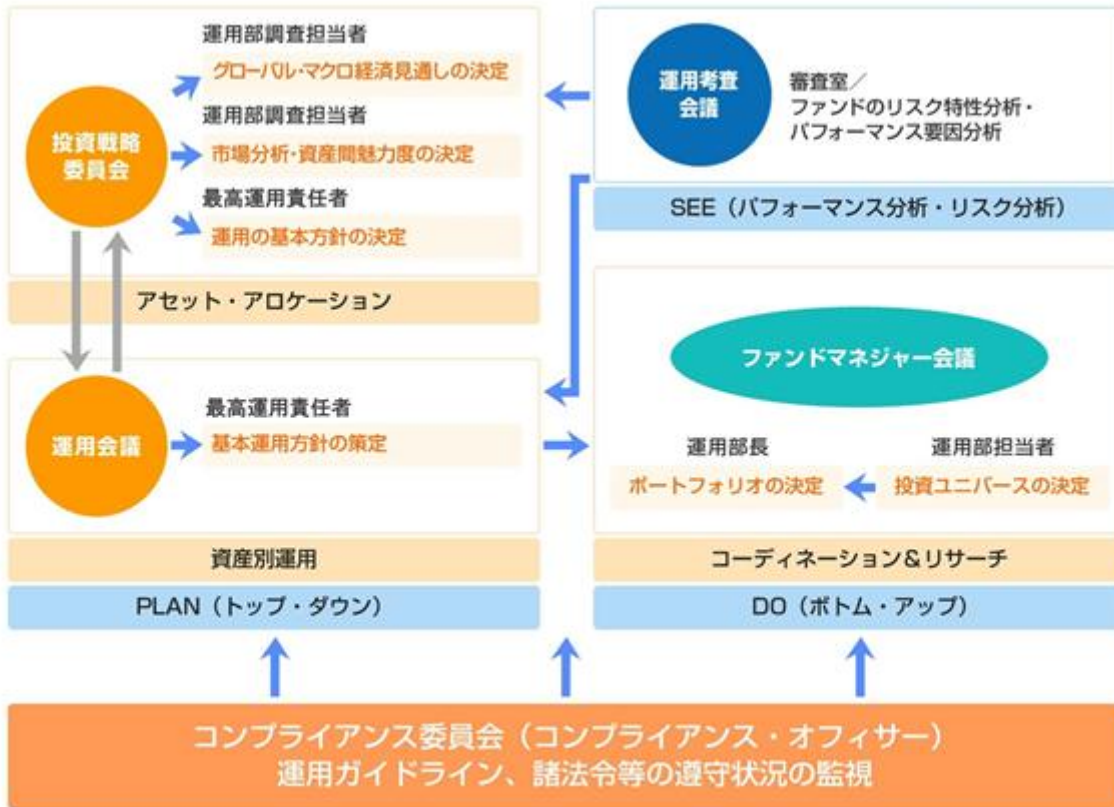 投資戦略
委員会
運用部調査担当者
グローバル・マクロ経済見通しの決定
運用部調査担当者
市場分析・資産間魅力度の決定
最高運用責任者
運用の基本方針の決定
アセット・アロケーション
運用会議
最高運用責任者
基本運用方針の策定
資産別運用
PLAN（トップ・ダウン）
運用考査
会議
審査室／
ファンドのリスク特性分析・
パフォーマンス要因分析
SEE（パフォーマンス分析・リスク分析）
ファンドマネジャー会議
運用部長
ポートフォリオの決定
運用部担当者
投資ユニバースの決定
コーディネーション＆リサーチ
DO（ボトム・アップ）
コンプライアンス委員会（コンプライアンス・オフィサー）
運用ガイドライン、諸法令等の遵守状況の監視